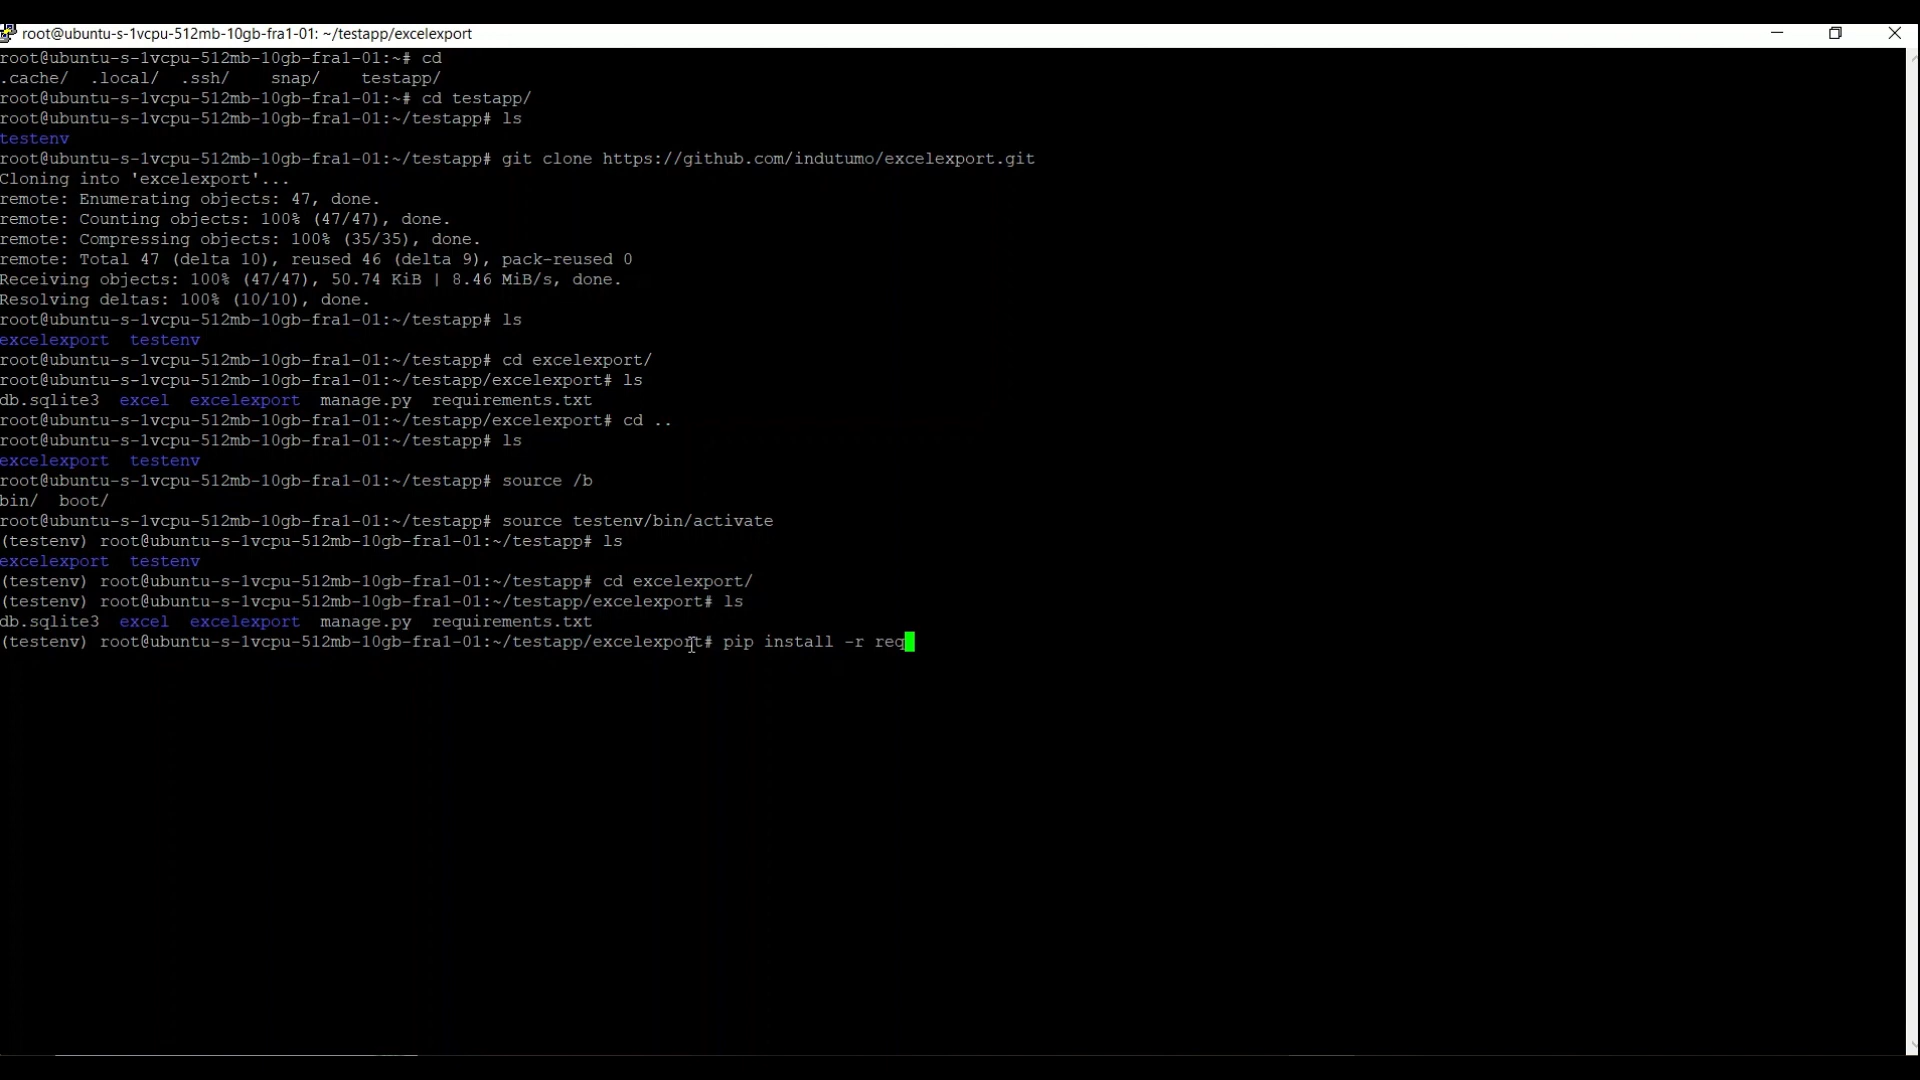 root@ubuntu-s-1vcpu-512mb-10gb-fra1-01: ~/testapp/excelexport
root@ubuntu-s-1vcpu-512mb-10gb-fra1-01:~# cd
.cache/ .local/ .ssh/ snap/ testapp/
root@ubuntu-s-1vcpu-512mb-10gb-fra1-01:~# cd testapp/
root@ubuntu-s-1vcpu-512mb-10gb-fra1-01:~/testapp# ls
testenv
root@ubuntu-s-1vcpu-512mb-10gb-fra1-01:~/testapp# git clone https://github.com/indutumo/excelexport.git
Cloning into 'excelexport'...
remote: Enumerating objects: 47, done.
remote: Counting objects: 100% (47/47), done.
remote: Compressing objects: 100% (35/35), done.
remote: Total 47 (delta 10), reused 46 (delta 9), pack-reused 0
Receiving objects: 100% (47/47), 50.74 KiB | 8.46 MiB/s, done.
Resolving deltas: 100% (10/10), done.
root@ubuntu-s-1vcpu-512mb-10gb-fra1-01:~/testapp# ls
excelexport testenv
root@ubuntu-s-1vcpu-512mb-10gb-fra1-01:~/testapp# cd excelexport/
root@ubuntu-s-1vcpu-512mb-10gb-fra1-01:~/testapp/excelexport# ls
db.sqlite3 excel excelexport manage.py requirements.txt
root@ubuntu-s-1vcpu-512mb-10gb-fra1-01:~/testapp/excelexport# cd ..
root@ubuntu-s-1vcpu-512mb-10gb-fra1-01:~/testapp# ls
excelexport testenv
root@ubuntu-s-1vcpu-512mb-10gb-fra1-01:~/testapp# source /b
bin/ boot/
root@ubuntu-s-1vcpu-512mb-10gb-fra1-01:~/testapp# source testenv/bin/activate
(testenv) root@ubuntu-s-1vcpu-512mb-10gb-fra1-01:~/testapp# ls
excelexport testenv
(testenv) root@ubuntu-s-1vcpu-512mb-10gb-fra1-01:~/testapp# cd excelexport/
(testenv) root@ubuntu-s-1vcpu-512mb-10gb-fra1-01:~/testapp/excelexport# ls
db.sqlite3 excel excelexport manage.py requirements.txt
(testenv) root@ubuntu-s-1vcpu-512mb-10gb-fra1-01:~/testapp/excelexport# pip install -r req